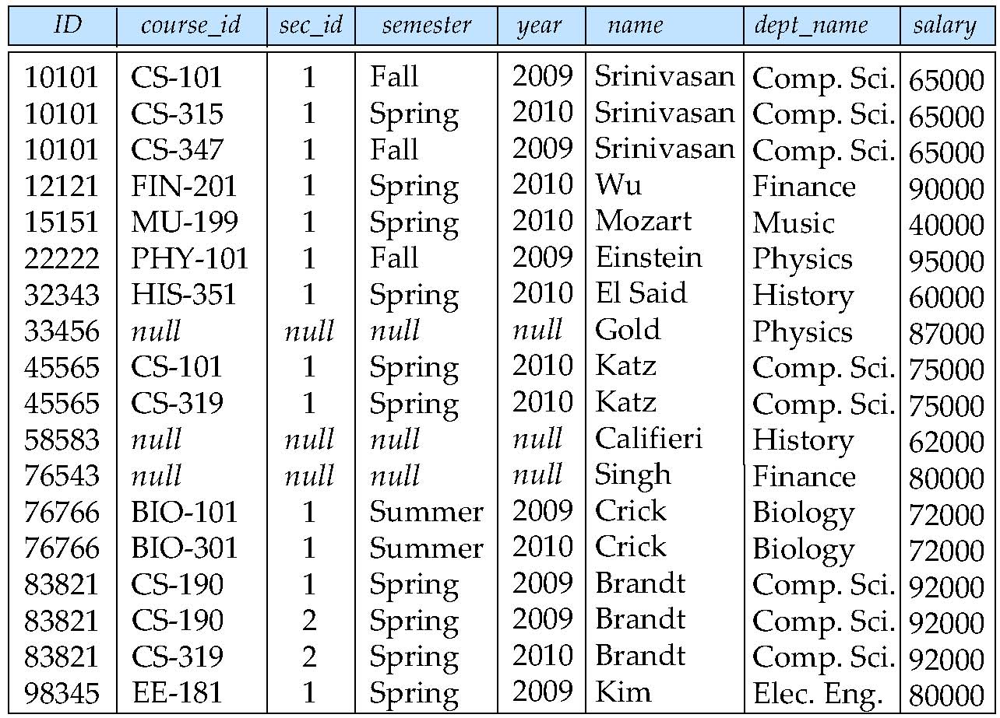 ID course_id sec_id semester year name dept_name salary
10101 CS-101 1 Fall 2009 Srinivasan Comp. Sci. 65000
10101 CS-315 1 Spring 2010 Srinivasan Comp. Sci. 65000
10101 CS-347 1 Fall 2009 Srinivasan Comp. Sci. 65000
12121 FIN-201 1 Spring 2010 Wu Finance 90000
15151 MU-199 1 Spring 2010 Mozart Music 40000
22222 PHY-101 1 Fall 2009 Einstein Physics 95000
32343 HIS-351 1 Spring 2010 El Said History 60000
33456 null null null null Gold Physics 87000
45565 CS-101 1 Spring 2010 Katz Comp. Sci. 75000
45565 CS-319 1 Spring 2010 Katz Comp. Sci. 75000
58583 null null null null Califieri History 62000
76543 null null null null Singh Finance 80000
76766 BIO-101 1 Summer 2009 Crick Biology 72000
76766 BIO-301 1 Summer 2010 Crick Biology 72000
83821 CS-190 1 Spring 2009 Brandt Comp. Sci. 92000
83821 CS-190 2 Spring 2009 Brandt Comp. Sci. 92000
83821 CS-319 2 Spring 2010 Brandt Comp. Sci. 92000
98345 EE-181 1 Spring 2009 Kim Elec. Eng. 80000